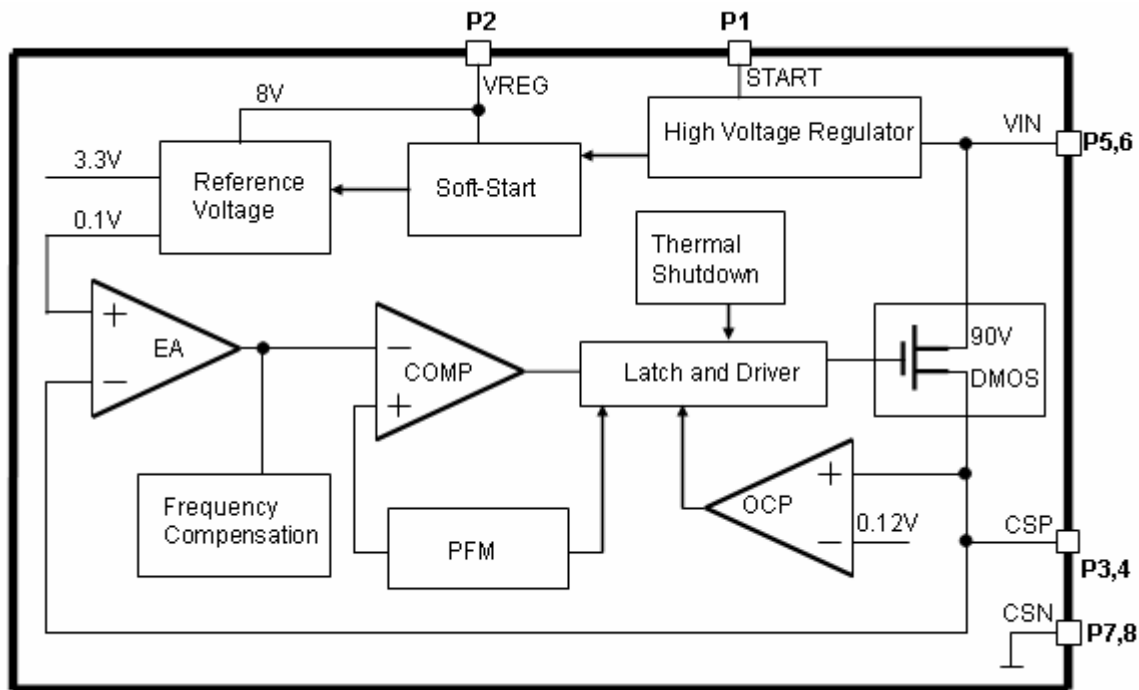 P2
P1
VREG
START
8V
High Voltage Regulator
VIN
P5,6
3.3V
Reference
Voltage
Soft-Start
0.1V
Thermal
Shutdown
+
EA
−
−
COMP
+
Latch and Driver
90V
DMOS
Frequency
Compensation
PFM
+
OCP
0.12V
−
CSP
P3,4
CSN
P7,8